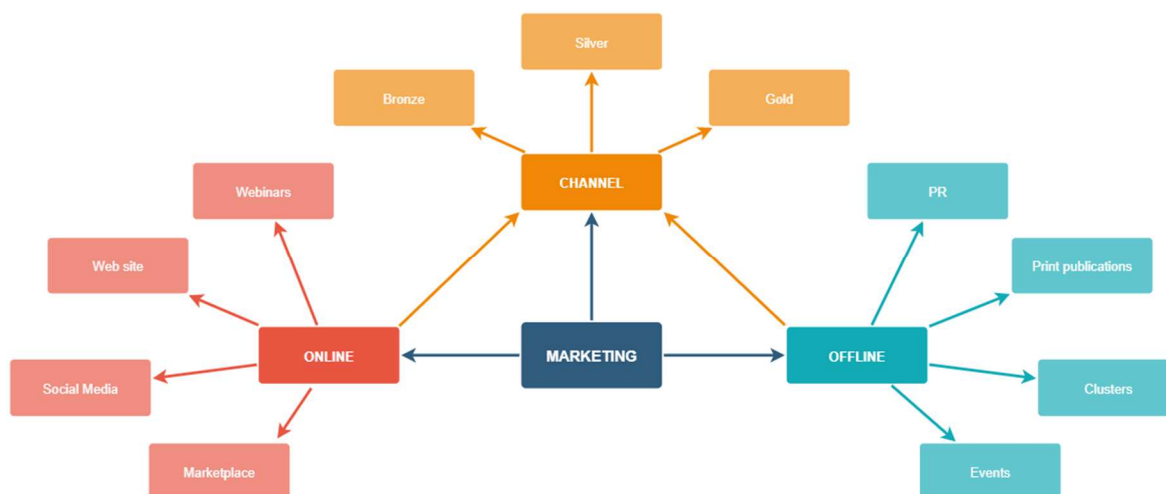 Silver
Bronze
Gold
CHANNEL
Webinars
PR
Web site
Print publications
ONLINE
MARKETING
OFFLINE
Social Media
Clusters
Marketplace
Events